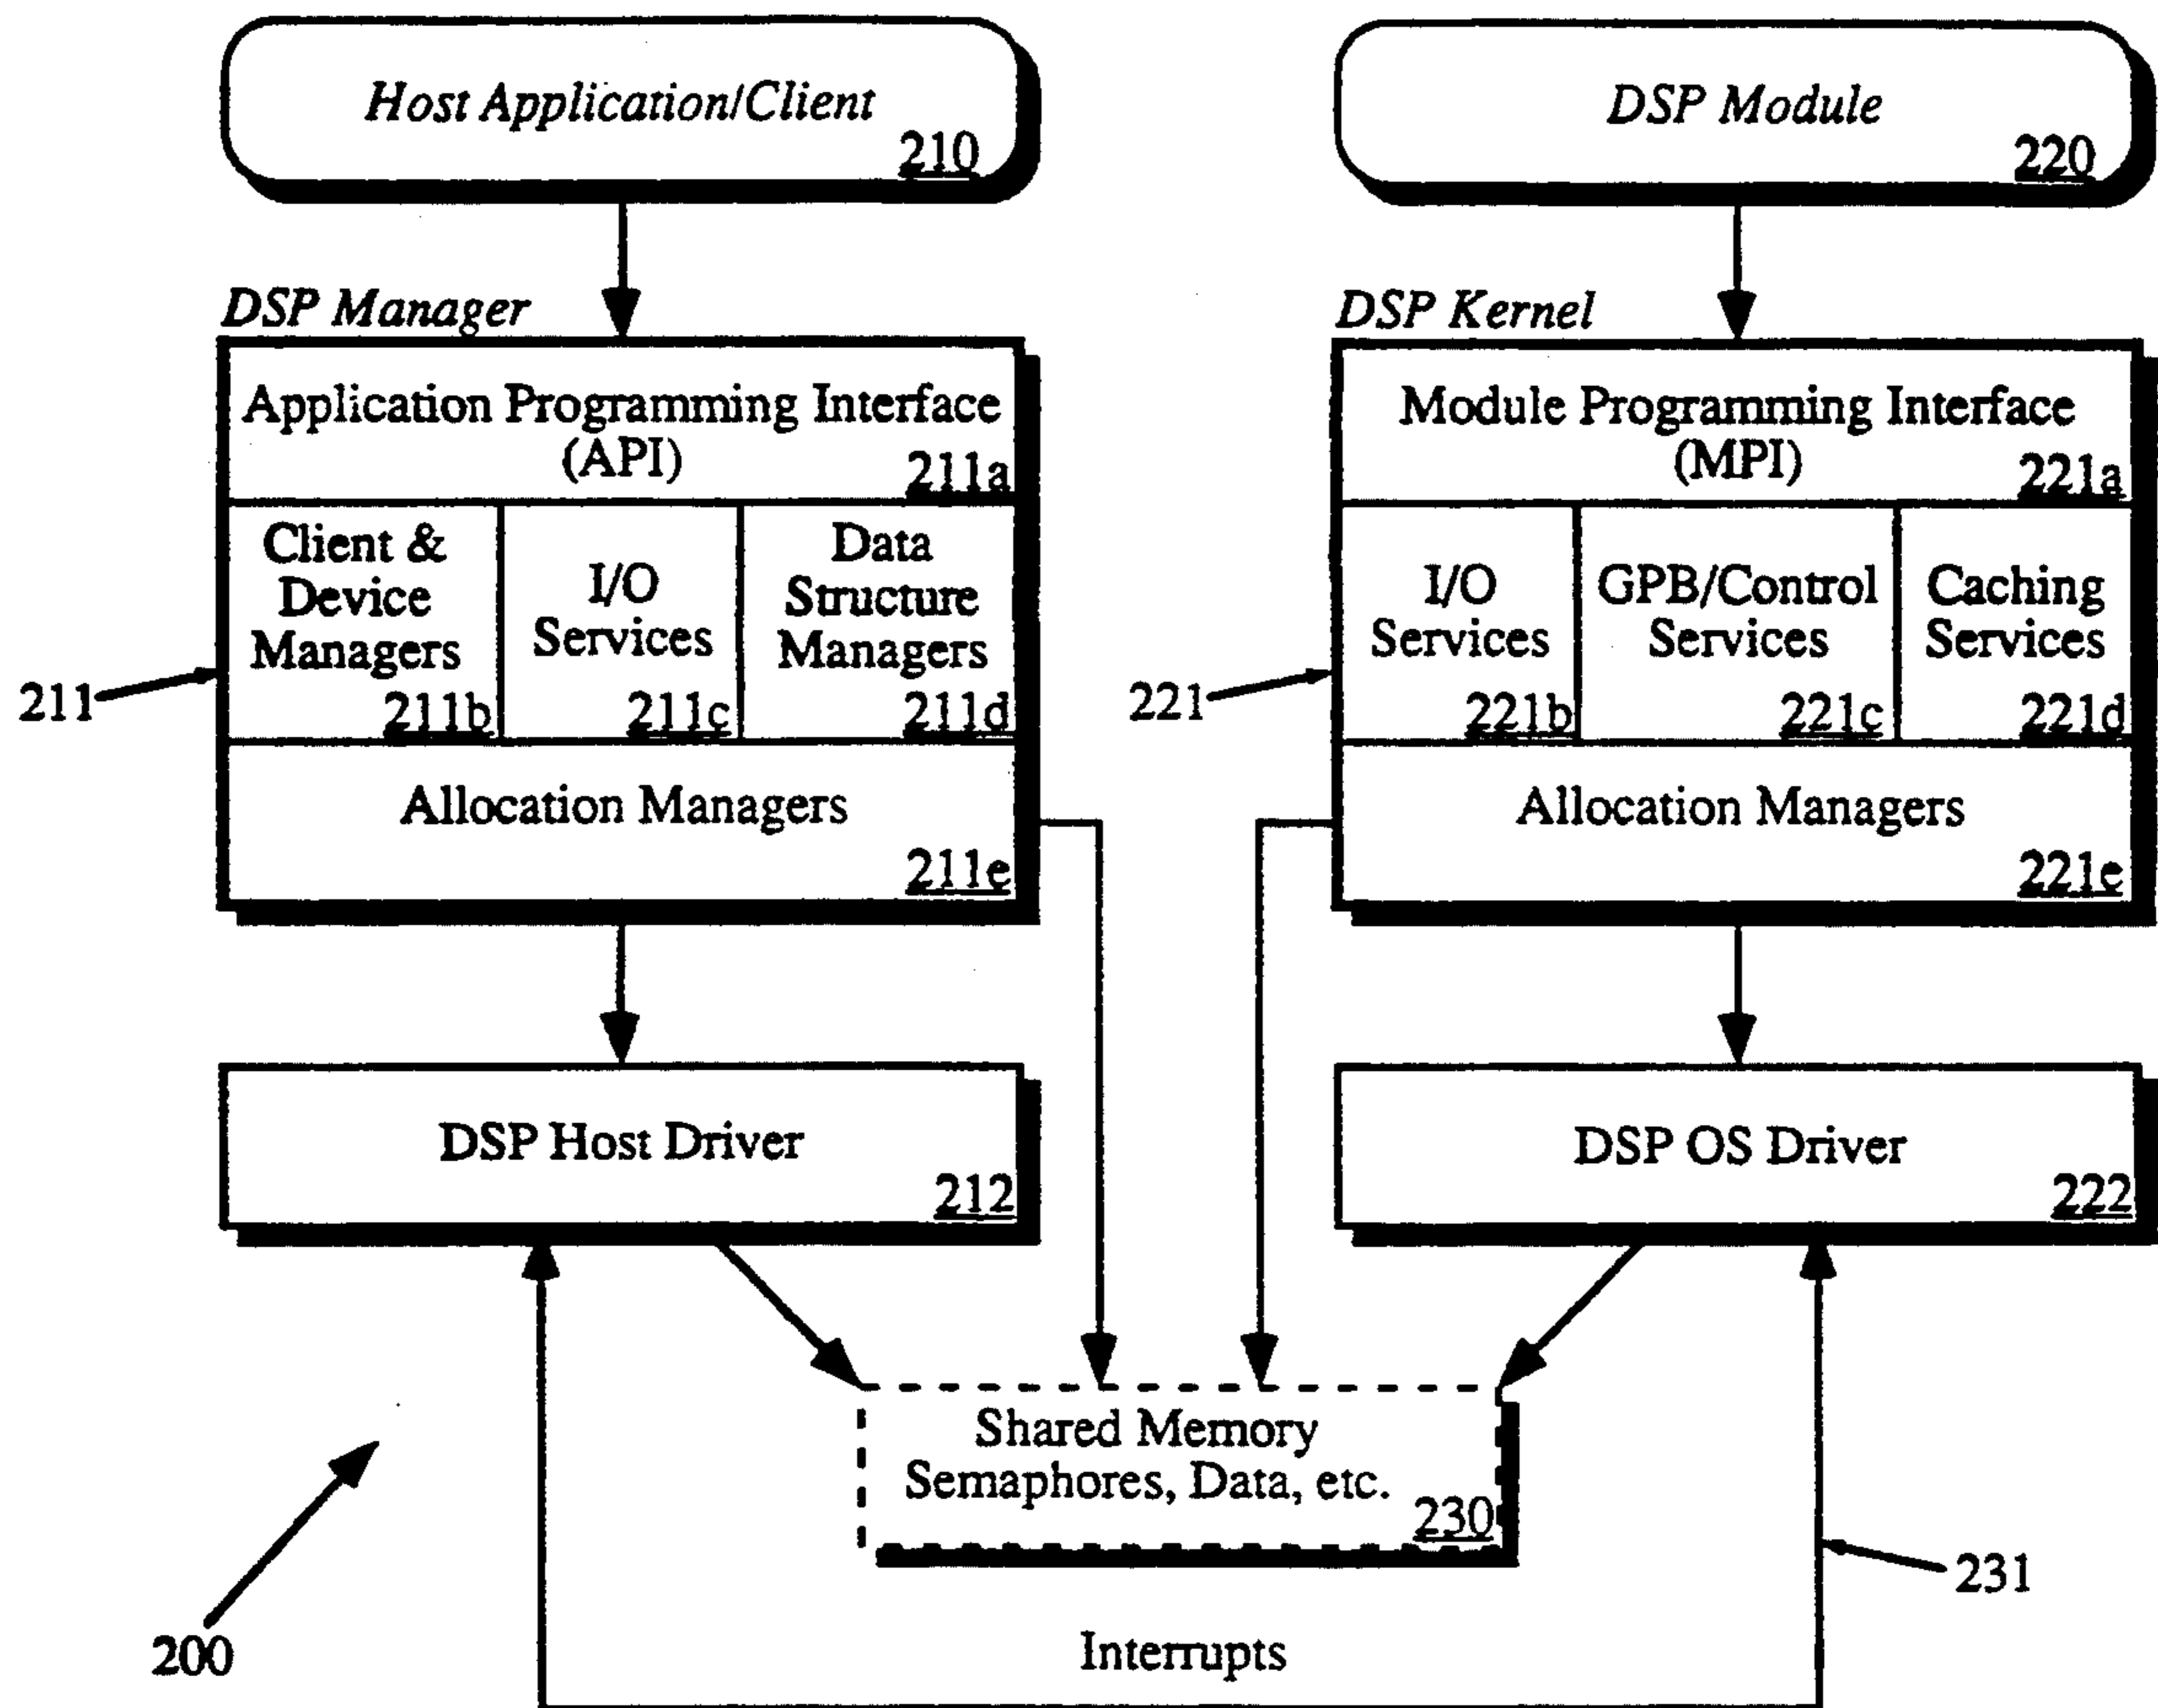 Host Application/Client
210
DSP Module
220
DSP Manager
Application Programming Interface
(API)
211a
Client &
Device
Managers
211b
I/O
Services
211c
Data
Structure
Managers
211d
Allocation Managers
211e
211
DSP Kernel
Module Programming Interface
(MPI)
221a
I/O
Services
221b
GPB/Control
Services
221c
Caching
Services
221d
Allocation Managers
221e
221
DSP Host Driver
212
DSP OS Driver
222
Shared Memory
Semaphores, Data, etc.
230
231
200
Interrupts